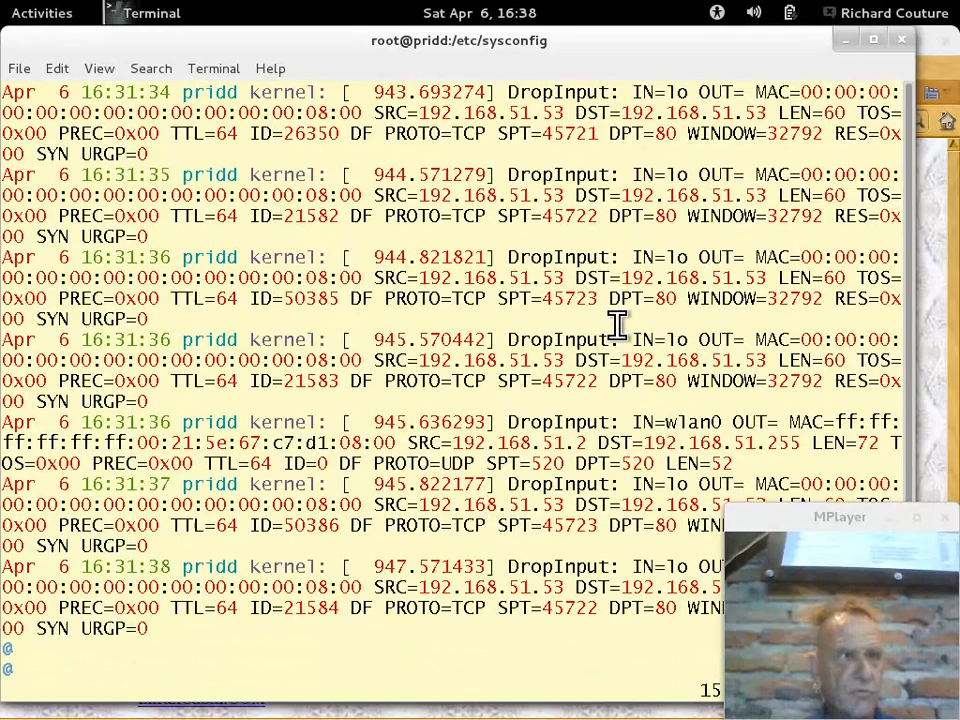 Activities Terminal Sat Apr 6, 16:38 Richard Couture
root@pridd:/etc/sysconfig
File Edit View Search Terminal Help
Apr  6 16:31:34 pridd kernel: [  943.693274] DropInput: IN=lo OUT= MAC=00:00:00:
00:00:00:00:00:00:00:00:00:08:00 SRC=192.168.51.53 DST=192.168.51.53 LEN=60 TOS=
0x00 PREC=0x00 TTL=64 ID=26350 DF PROTO=TCP SPT=45721 DPT=80 WINDOW=32792 RES=0x
00 SYN URGP=0
Apr  6 16:31:35 pridd kernel: [  944.571279] DropInput: IN=lo OUT= MAC=00:00:00:
00:00:00:00:00:00:00:00:00:08:00 SRC=192.168.51.53 DST=192.168.51.53 LEN=60 TOS=
0x00 PREC=0x00 TTL=64 ID=21582 DF PROTO=TCP SPT=45722 DPT=80 WINDOW=32792 RES=0x
00 SYN URGP=0
Apr  6 16:31:36 pridd kernel: [  944.821821] DropInput: IN=lo OUT= MAC=00:00:00:
00:00:00:00:00:00:00:00:00:08:00 SRC=192.168.51.53 DST=192.168.51.53 LEN=60 TOS=
0x00 PREC=0x00 TTL=64 ID=50385 DF PROTO=TCP SPT=45723 DPT=80 WINDOW=32792 RES=0x
00 SYN URGP=0
Apr  6 16:31:36 pridd kernel: [  945.570442] DropInput: IN=lo OUT= MAC=00:00:00:
00:00:00:00:00:00:00:00:00:08:00 SRC=192.168.51.53 DST=192.168.51.53 LEN=60 TOS=
0x00 PREC=0x00 TTL=64 ID=21583 DF PROTO=TCP SPT=45722 DPT=80 WINDOW=32792 RES=0x
00 SYN URGP=0
Apr  6 16:31:36 pridd kernel: [  945.636293] DropInput: IN=wlan0 OUT= MAC=ff:ff:
ff:ff:ff:ff:00:21:5e:67:c7:d1:08:00 SRC=192.168.51.2 DST=192.168.51.255 LEN=72 T
OS=0x00 PREC=0x00 TTL=64 ID=0 DF PROTO=UDP SPT=520 DPT=520 LEN=52
Apr  6 16:31:37 pridd kernel: [  945.822177] DropInput: IN=lo OUT= MAC=00:00:00:
00:00:00:00:00:00:00:00:00:08:00 SRC=192.168.51.53 DST=192.168.51.53 LEN=60 TOS=
0x00 PREC=0x00 TTL=64 ID=50386 DF PROTO=TCP SPT=45723 DPT=80 WIN
MPlayer
00 SYN URGP=0
Apr  6 16:31:38 pridd kernel: [  947.571433] DropInput: IN=lo OU
00:00:00:00:00:00:00:00:00:08:00 SRC=192.168.51.53 DST=192.168.5
0x00 PREC=0x00 TTL=64 ID=21584 DF PROTO=TCP SPT=45722 DPT=80 WIN
00 SYN URGP=0
@
@
15